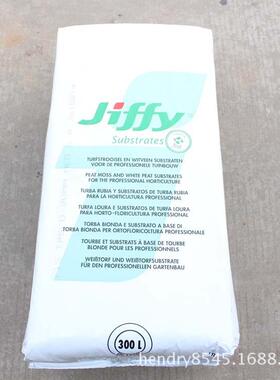 Jiffy
Substrates
TURFSTROOISEL EN WITVEEN SUBSTRATEN
VOOR DE PROFESSIONELE TUINBOUW
PEAT MOSS AND WHITE PEAT SUBSTRATES
FOR THE PROFESSIONAL HORTICULTURE
TURBA RUBIA Y SUBSTRATOS DE TURBA RUBIA
PARA LA HORTICULTURA PROFESSIONAL
TURFA LOURA E SUBSTRATOS DE TURFA LOURA
PARA HORTO-FLORICULTURA PROFESSIONAL
TORBA BIONDA E SUBSTRATO A BASE DI
TORBA BIONDA PER ORTOFLORICOLTURA PROFESSIONALE
TOURBE ET SUBSTRATS A BASE DE TOURBE
BLONDE POUR LES PROFESSIONNELS
WEIßTORF UND WEIßTORFSUBSTRATE
FÜR DEN PROFESSIONELLEN GARTENBAU
300 L
hendry8545.1688.